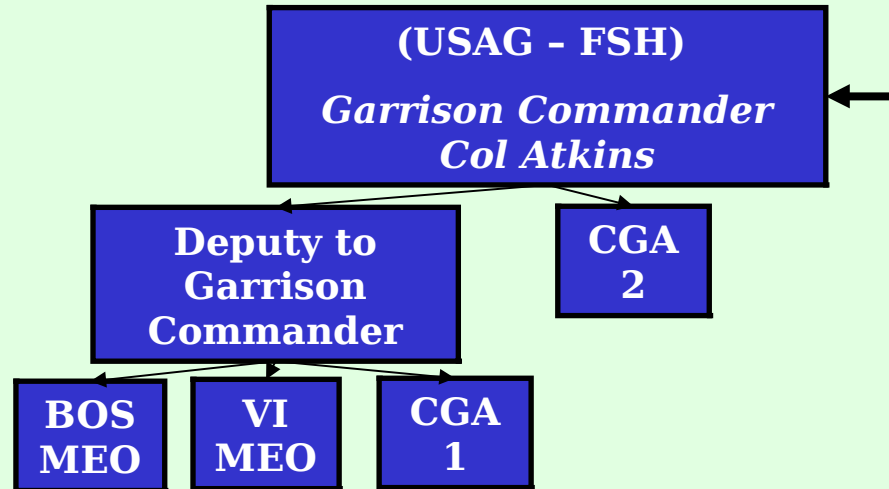 (USAG – FSH)
Garrison Commander
Col Atkins
Deputy to
Garrison
Commander
CGA
2
BOS
MEO
VI
MEO
CGA
1